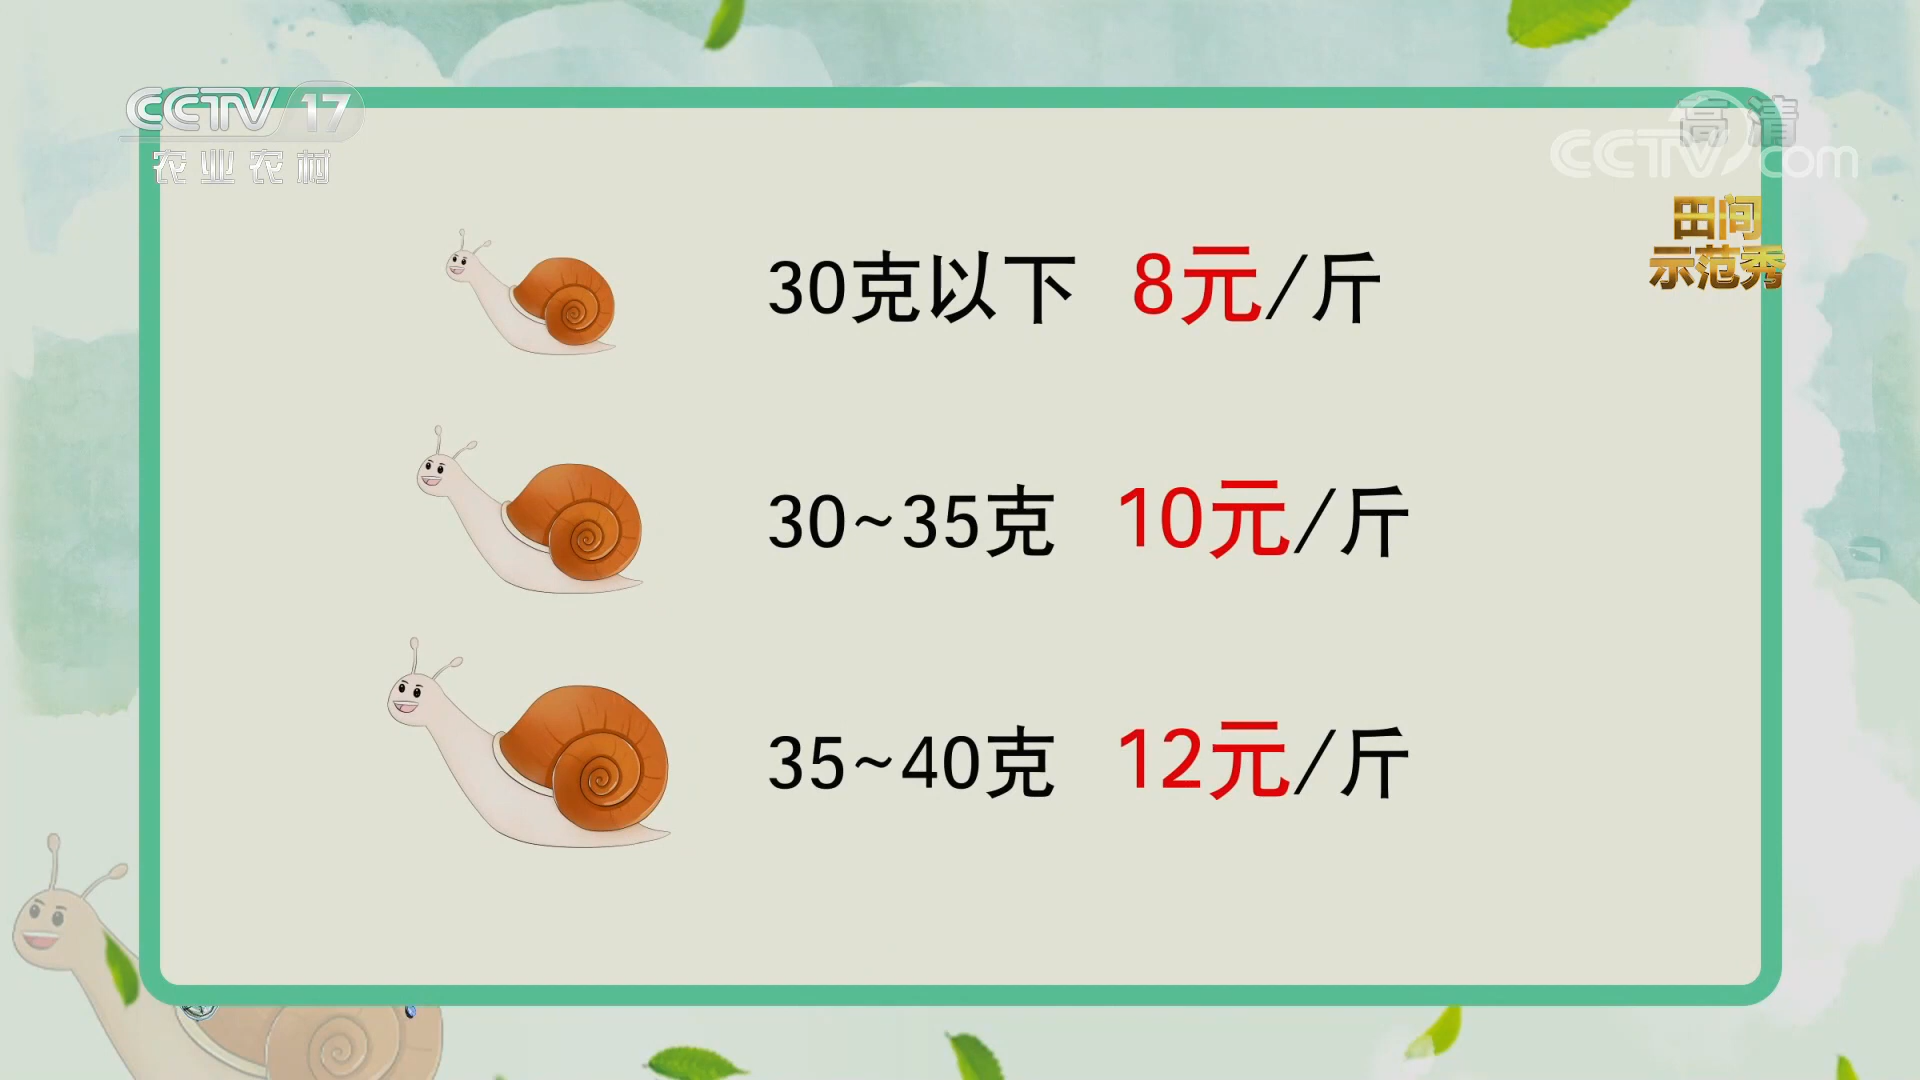 CCTV 17
农业农村
高清
CCTV.com
田间
示范秀
30克以下 8元/斤
30~35克 10元/斤
35~40克 12元/斤